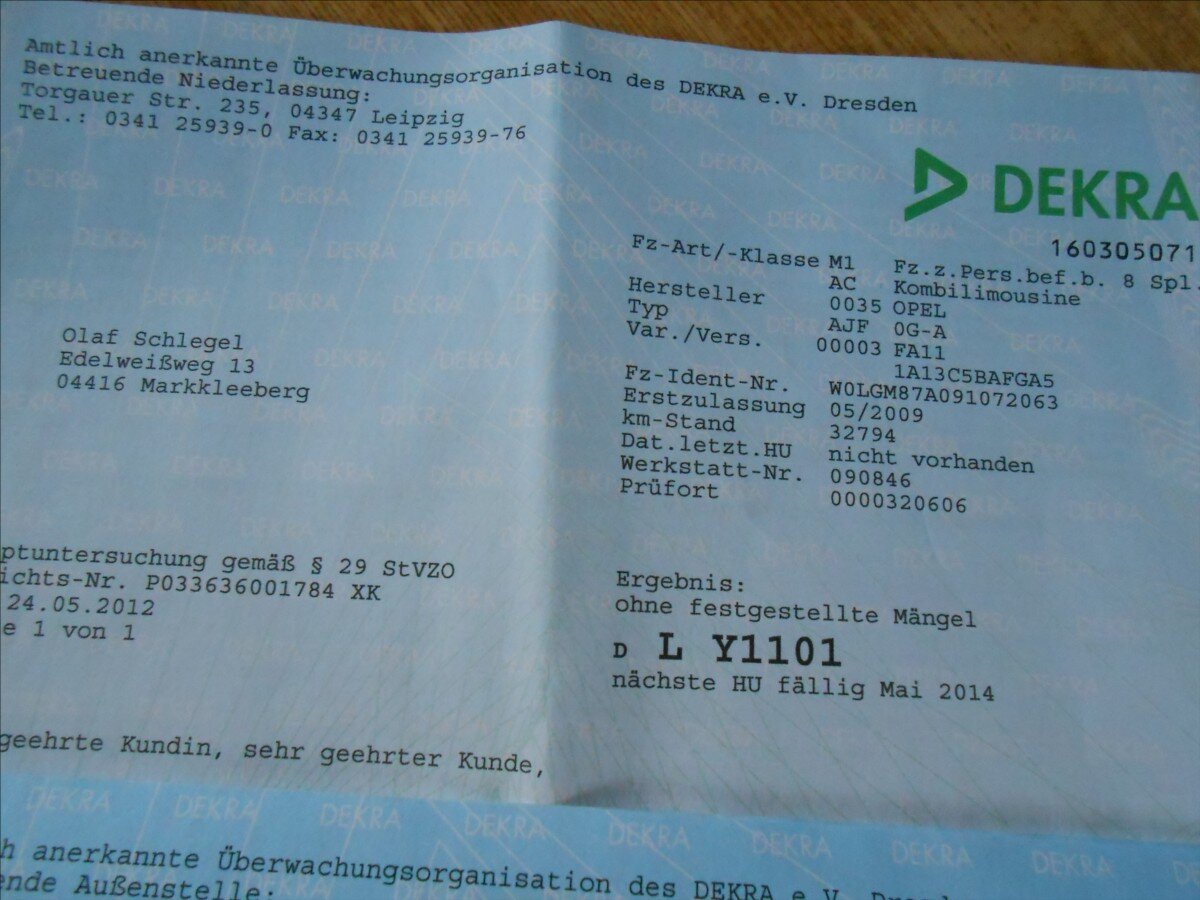 Amtlich anerkannte Überwachungsorganisation des DEKRA e.V. Dresden
Betreuende Niederlassung:
Torgauer Str. 235, 04347 Leipzig
Tel.: 0341 25939-0 Fax: 0341 25939-76
DEKRA
160305071
Fz-Art/-Klasse M1 Fz.z.Pers.bef.b. 8 Spl.
AC Kombilimousine
Hersteller 0035 OPEL
Typ AJF 0G-A
Var./Vers. 00003 FA11
1A13C5BAFGA5
Fz-Ident-Nr. W0LGM87A091072063
Erstzulassung 05/2009
km-Stand 32794
Dat.letzt.HU nicht vorhanden
Werkstatt-Nr. 090846
Prüfort 0000320606
Olaf Schlegel
Edelweißweg 13
04416 Markkleeberg
ptuntersuchung gemäß § 29 StVZO
ichts-Nr. P033636001784 XK
24.05.2012
e 1 von 1
Ergebnis:
ohne festgestellte Mängel
D L Y1101
nächste HU fällig Mai 2014
geehrte Kundin, sehr geehrter Kunde,
h anerkannte Überwachungsorganisation des DEKRA e.V. Dresden
ende Außenstelle: